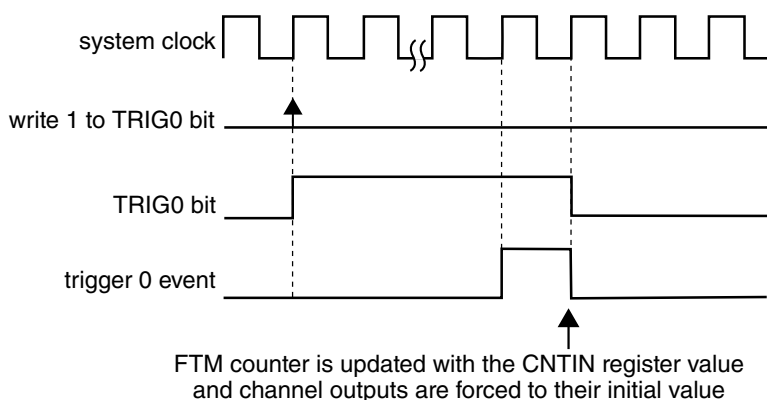 system clock
write 1 to TRIG0 bit
TRIG0 bit
trigger 0 event
FTM counter is updated with the CNTIN register value
and channel outputs are forced to their initial value